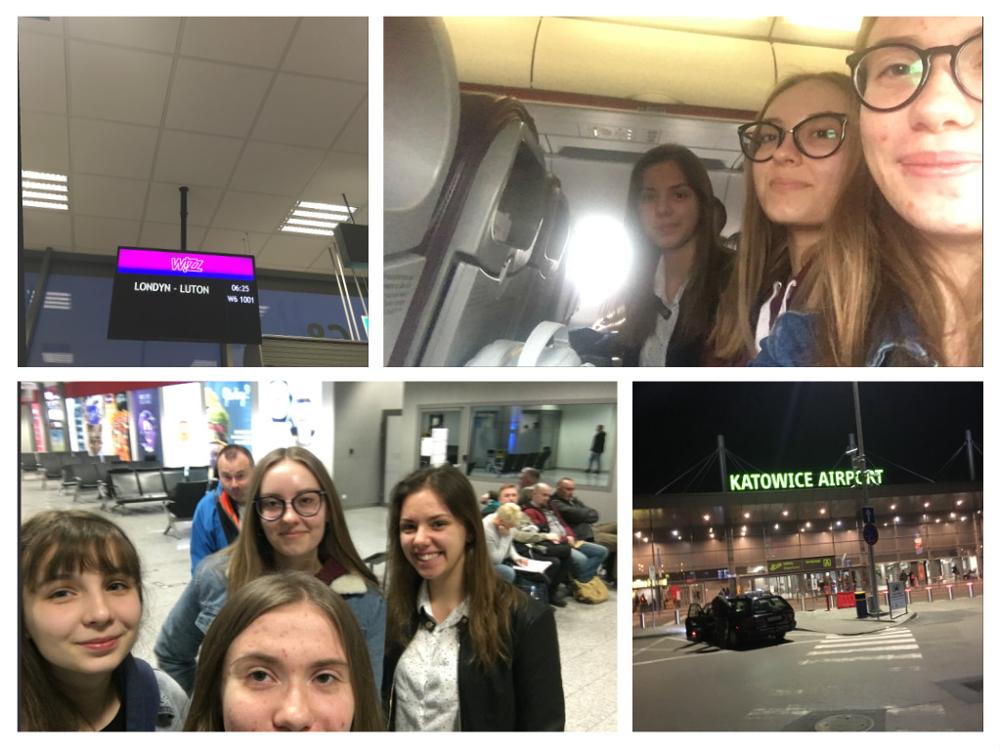 WIZZ
LONDYN - LUTON 06:25
W6 1001
KATOWICE AIRPORT
A